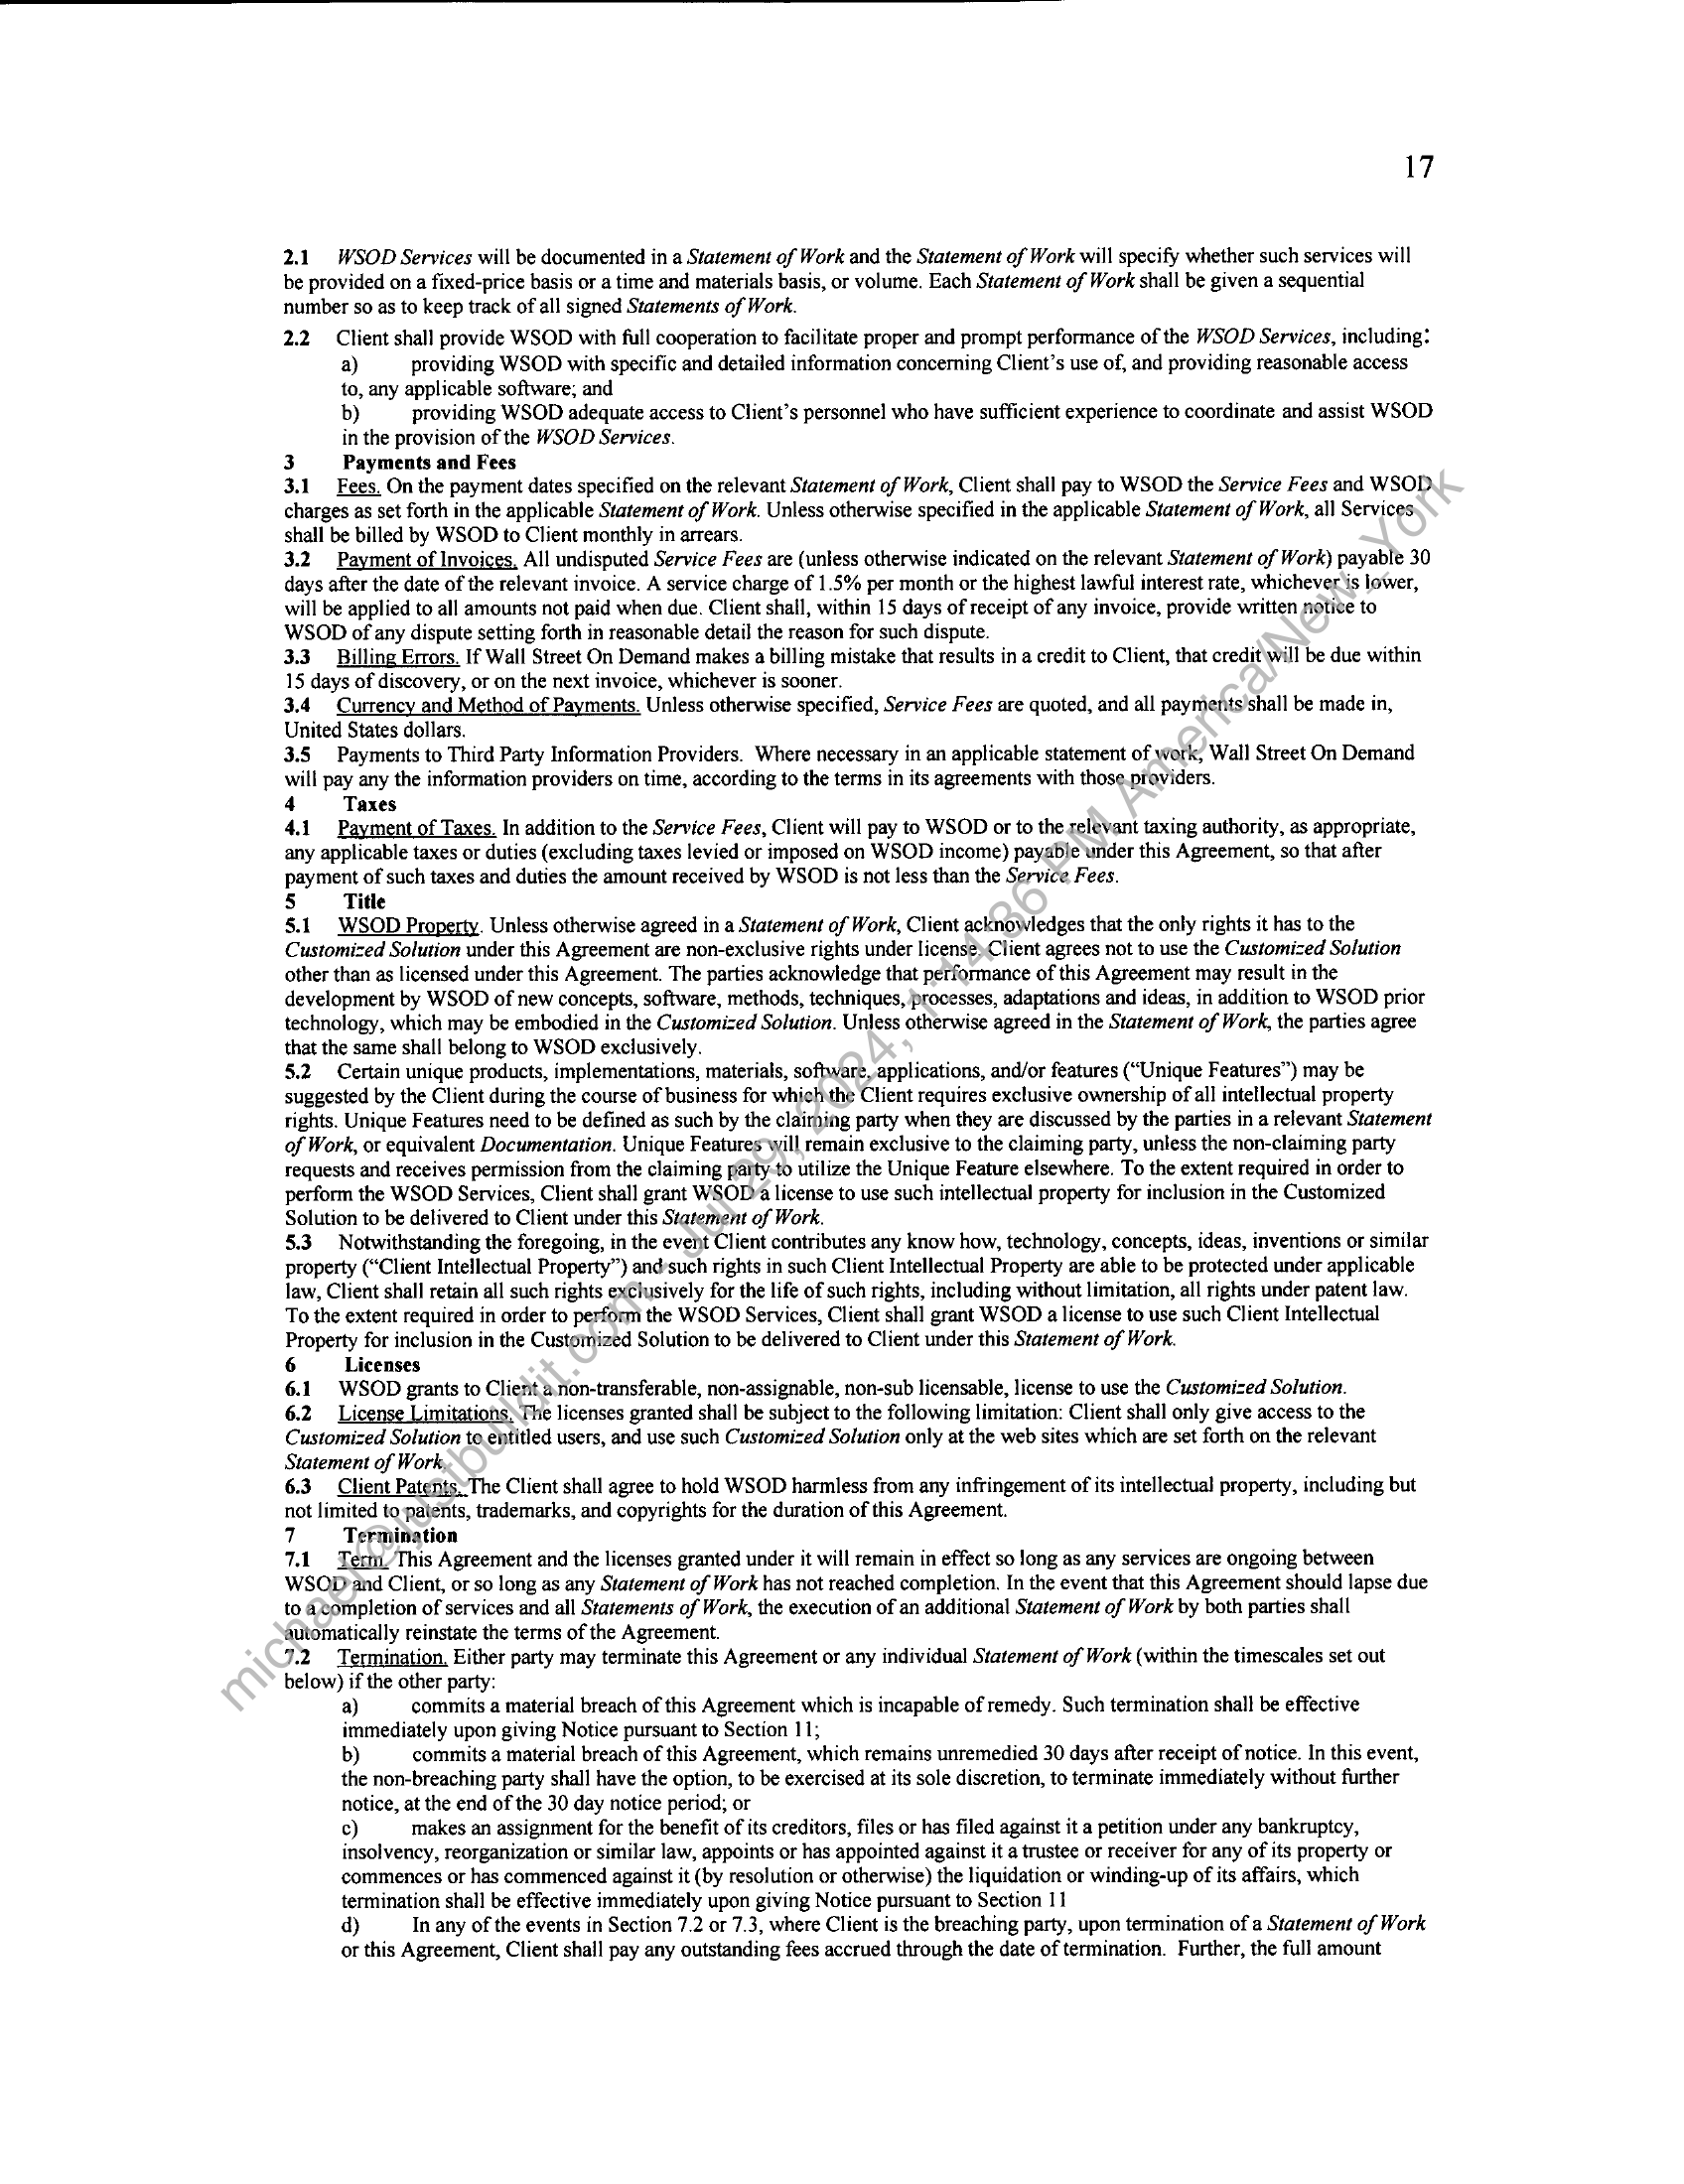 17
2.1 WSOD Services will be documented in a Statement of Work and the Statement of Work will specify whether such services will
be provided on a fixed-price basis or a time and materials basis, or volume. Each Statement of Work shall be given a sequential
number so as to keep track of all signed Statements of Work.
2.2 Client shall provide WSOD with full cooperation to facilitate proper and prompt performance of the WSOD Services, including:
a) providing WSOD with specific and detailed information concerning Client's use of, and providing reasonable access
to, any applicable software; and
b) providing WSOD adequate access to Client's personnel who have sufficient experience to coordinate and assist WSOD
in the provision of the WSOD Services.
3 Payments and Fees
3.1 Fees. On the payment dates specified on the relevant Statement of Work, Client shall pay to WSOD the Service Fees and WSOD
charges as set forth in the applicable Statement of Work. Unless otherwise specified in the applicable Statement of Work, all Services
shall be billed by WSOD to Client monthly in arrears.
3.2 Payment of Invoices. All undisputed Service Fees are (unless otherwise indicated on the relevant Statement of Work) payable 30
days after the date of the relevant invoice. A service charge of 1.5% per month or the highest lawful interest rate, whichever is lower,
will be applied to all amounts not paid when due. Client shall, within 15 days of receipt of any invoice, provide written notice to
WSOD of any dispute setting forth in reasonable detail the reason for such dispute.
3.3 Billing Errors. If Wall Street On Demand makes a billing mistake that results in a credit to Client, that credit will be due within
15 days of discovery, or on the next invoice, whichever is sooner.
3.4 Currency and Method of Payments. Unless otherwise specified, Service Fees are quoted, and all payments shall be made in,
United States dollars.
3.5 Payments to Third Party Information Providers. Where necessary in an applicable statement of work, Wall Street On Demand
will pay any the information providers on time, according to the terms in its agreements with those providers.
4 Taxes
4.1 Payment of Taxes. In addition to the Service Fees, Client will pay to WSOD or to the relevant taxing authority, as appropriate,
any applicable taxes or duties (excluding taxes levied or imposed on WSOD income) payable under this Agreement, so that after
payment of such taxes and duties the amount received by WSOD is not less than the Service Fees.
5 Title
5.1 WSOD Property. Unless otherwise agreed in a Statement of Work, Client acknowledges that the only rights it has to the
Customized Solution under this Agreement are non-exclusive rights under license. Client agrees not to use the Customized Solution
other than as licensed under this Agreement. The parties acknowledge that performance of this Agreement may result in the
development by WSOD of new concepts, software, methods, techniques, processes, adaptations and ideas, in addition to WSOD prior
technology, which may be embodied in the Customized Solution. Unless otherwise agreed in the Statement of Work, the parties agree
that the same shall belong to WSOD exclusively.
5.2 Certain unique products, implementations, materials, software, applications, and/or features ("Unique Features") may be
suggested by the Client during the course of business for which the Client requires exclusive ownership of all intellectual property
rights. Unique Features need to be defined as such by the claiming party when they are discussed by the parties in a relevant Statement
of Work, or equivalent Documentation. Unique Features will remain exclusive to the claiming party, unless the non-claiming party
requests and receives permission from the claiming party to utilize the Unique Feature elsewhere. To the extent required in order to
perform the WSOD Services, Client shall grant WSOD a license to use such intellectual property for inclusion in the Customized
Solution to be delivered to Client under this Statement of Work.
5.3 Notwithstanding the foregoing, in the event Client contributes any know how, technology, concepts, ideas, inventions or similar
property ("Client Intellectual Property") and such rights in such Client Intellectual Property are able to be protected under applicable
law, Client shall retain all such rights exclusively for the life of such rights, including without limitation, all rights under patent law.
To the extent required in order to perform the WSOD Services, Client shall grant WSOD a license to use such Client Intellectual
Property for inclusion in the Customized Solution to be delivered to Client under this Statement of Work.
6 Licenses
6.1 WSOD grants to Client a non-transferable, non-assignable, non-sub licensable, license to use the Customized Solution.
6.2 License Limitations. The licenses granted shall be subject to the following limitation: Client shall only give access to the
Customized Solution to entitled users, and use such Customized Solution only at the web sites which are set forth on the relevant
Statement of Work.
6.3 Client Patents. The Client shall agree to hold WSOD harmless from any infringement of its intellectual property, including but
not limited to patents, trademarks, and copyrights for the duration of this Agreement.
7 Termination
7.1 Term. This Agreement and the licenses granted under it will remain in effect so long as any services are ongoing between
WSOD and Client, or so long as any Statement of Work has not reached completion. In the event that this Agreement should lapse due
to a completion of services and all Statements of Work, the execution of an additional Statement of Work by both parties shall
automatically reinstate the terms of the Agreement.
7.2 Termination. Either party may terminate this Agreement or any individual Statement of Work (within the timescales set out
below) if the other party:
a) commits a material breach of this Agreement which is incapable of remedy. Such termination shall be effective
immediately upon giving Notice pursuant to Section 11;
b) commits a material breach of this Agreement, which remains unremedied 30 days after receipt of notice. In this event,
the non-breaching party shall have the option, to be exercised at its sole discretion, to terminate immediately without further
notice, at the end of the 30 day notice period; or
c) makes an assignment for the benefit of its creditors, files or has filed against it a petition under any bankruptcy,
insolvency, reorganization or similar law, appoints or has appointed against it a trustee or receiver for any of its property or
commences or has commenced against it (by resolution or otherwise) the liquidation or winding-up of its affairs, which
termination shall be effective immediately upon giving Notice pursuant to Section 11
d) In any of the events in Section 7.2 or 7.3, where Client is the breaching party, upon termination of a Statement of Work
or this Agreement, Client shall pay any outstanding fees accrued through the date of termination. Further, the full amount
michael@justbuildit.com - Jul 29, 2024, 1:14:36 PM America/New_York